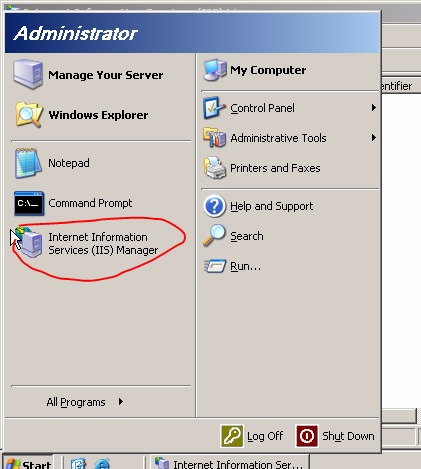 Administrator
Manage Your Server
Windows Explorer
Notepad
C:\_
Command Prompt
Internet Information
Services (IIS) Manager
All Programs
My Computer
Control Panel
Administrative Tools
Printers and Faxes
Help and Support
Search
Run...
Log Off
Shut Down
entifier
Start
Internet Information Ser...